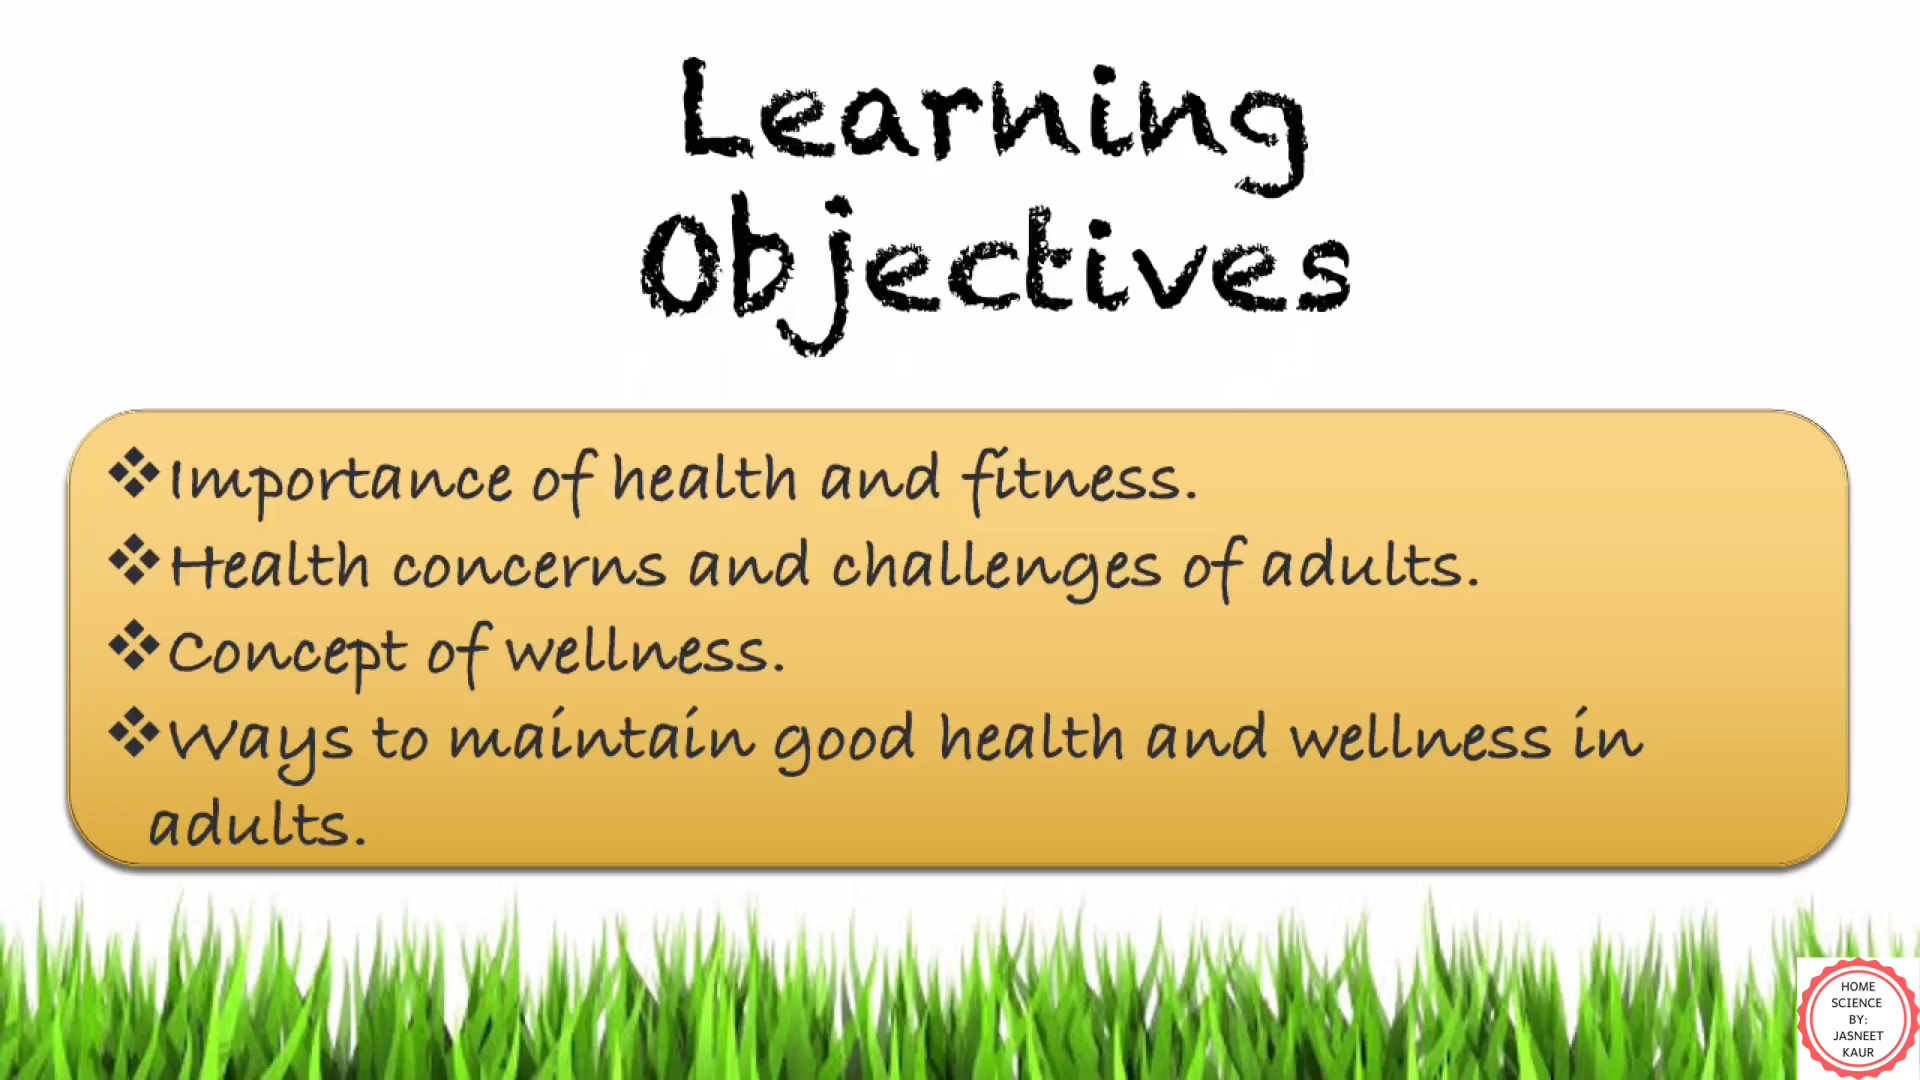 Learning
Objectives
❖Importance of health and fitness.
❖Health concerns and challenges of adults.
❖Concept of wellness.
❖Ways to maintain good health and wellness in
adults.
HOME
SCIENCE
BY:
JASNEET
KAUR